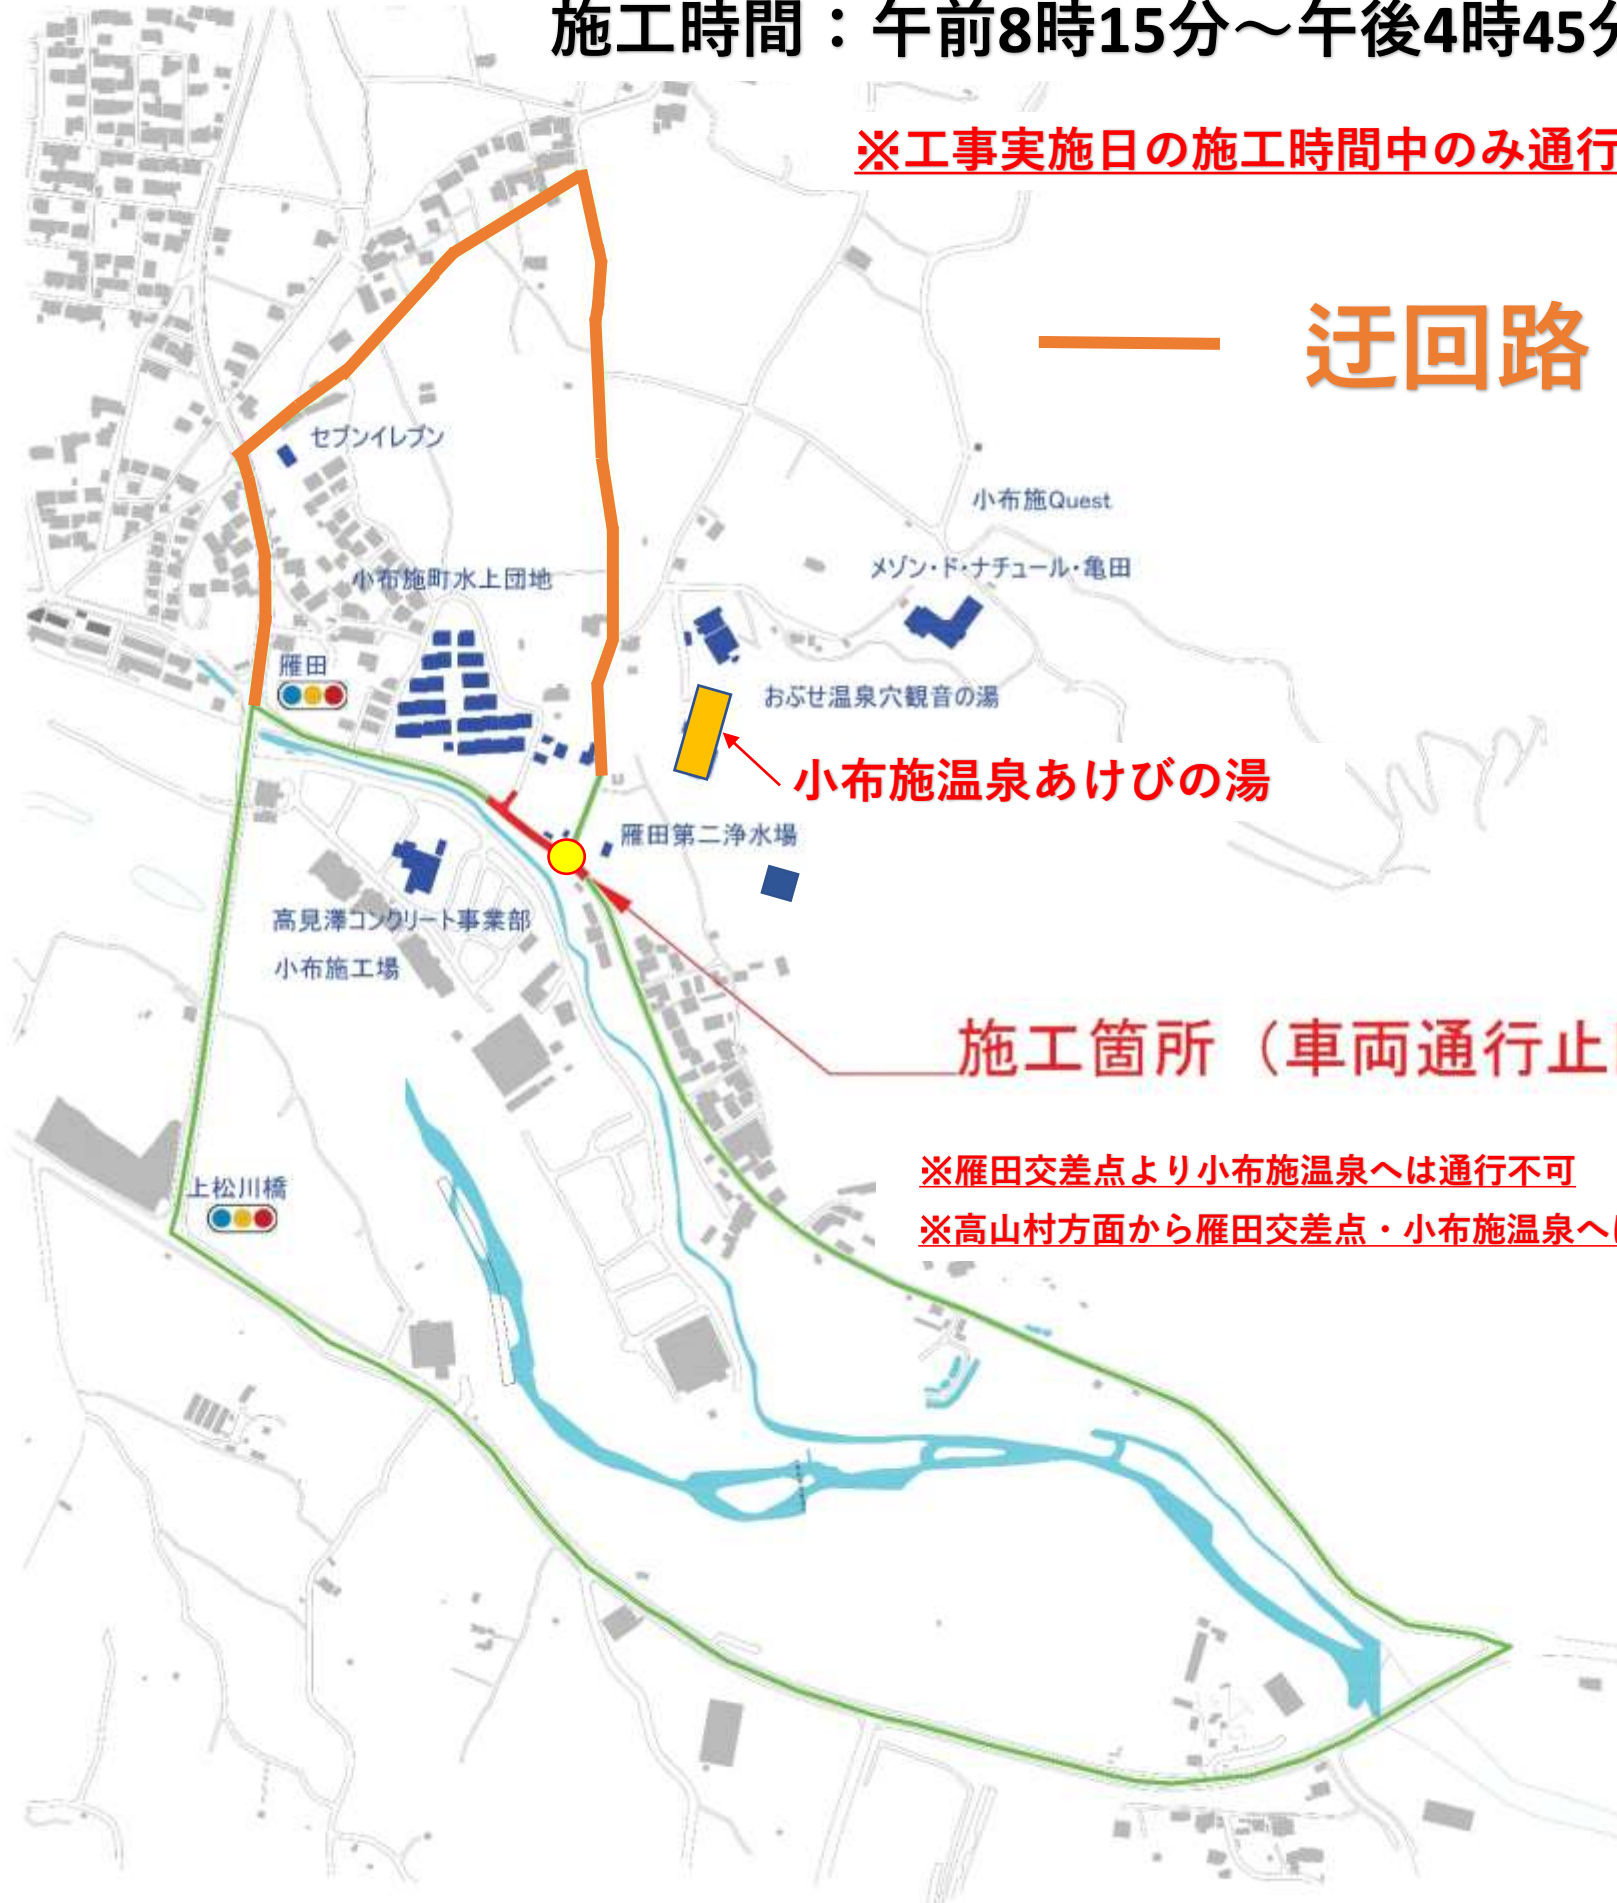 施工時間：午前8時15分～午後4時45分
※工事実施日の施工時間中のみ通行
迂回路
セブンイレブン
小布施Quest
メゾン・ド・ナチュール・亀田
小布施町水上団地
雁田
おぶせ温泉穴観音の湯
小布施温泉あけびの湯
雁田第二浄水場
高見澤コンクリート事業部
小布施工場
施工箇所（車両通行止
※雁田交差点より小布施温泉へは通行不可
上松川橋
※高山村方面から雁田交差点・小布施温泉へは